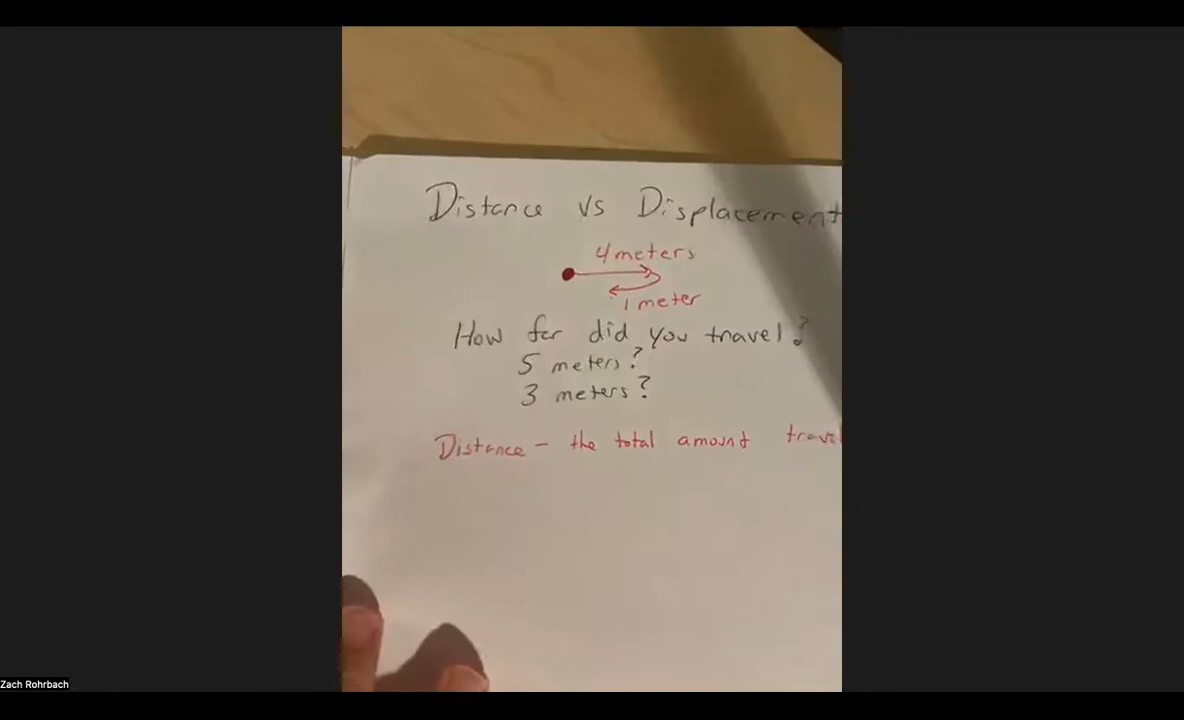 Distance vs Displacement
4 meters
1 meter
How far did you travel?
5 meters?
3 meters?
Distance - the total amount travel
Zach Rohrbach